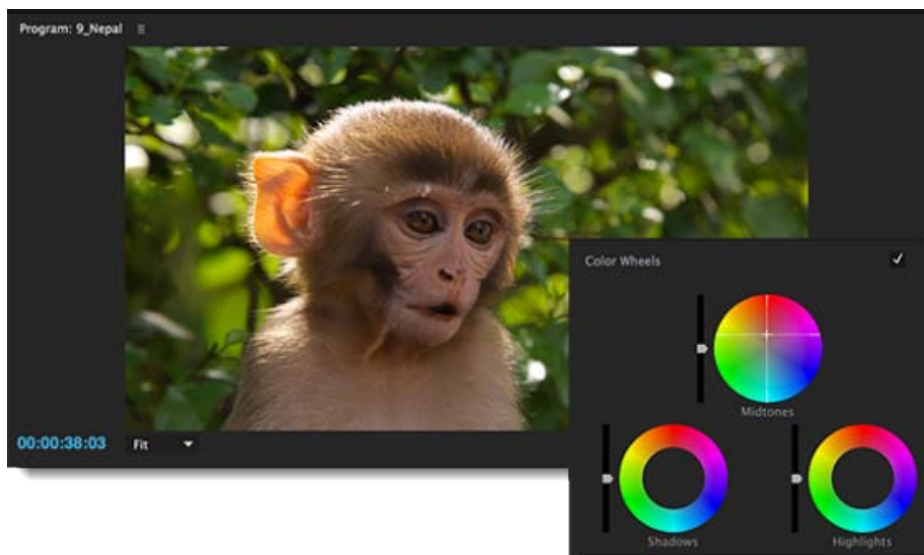 Program: 9_Nepal
Color Wheels
Midtones
00:00:38:03
Fit
Shadows
Highlights